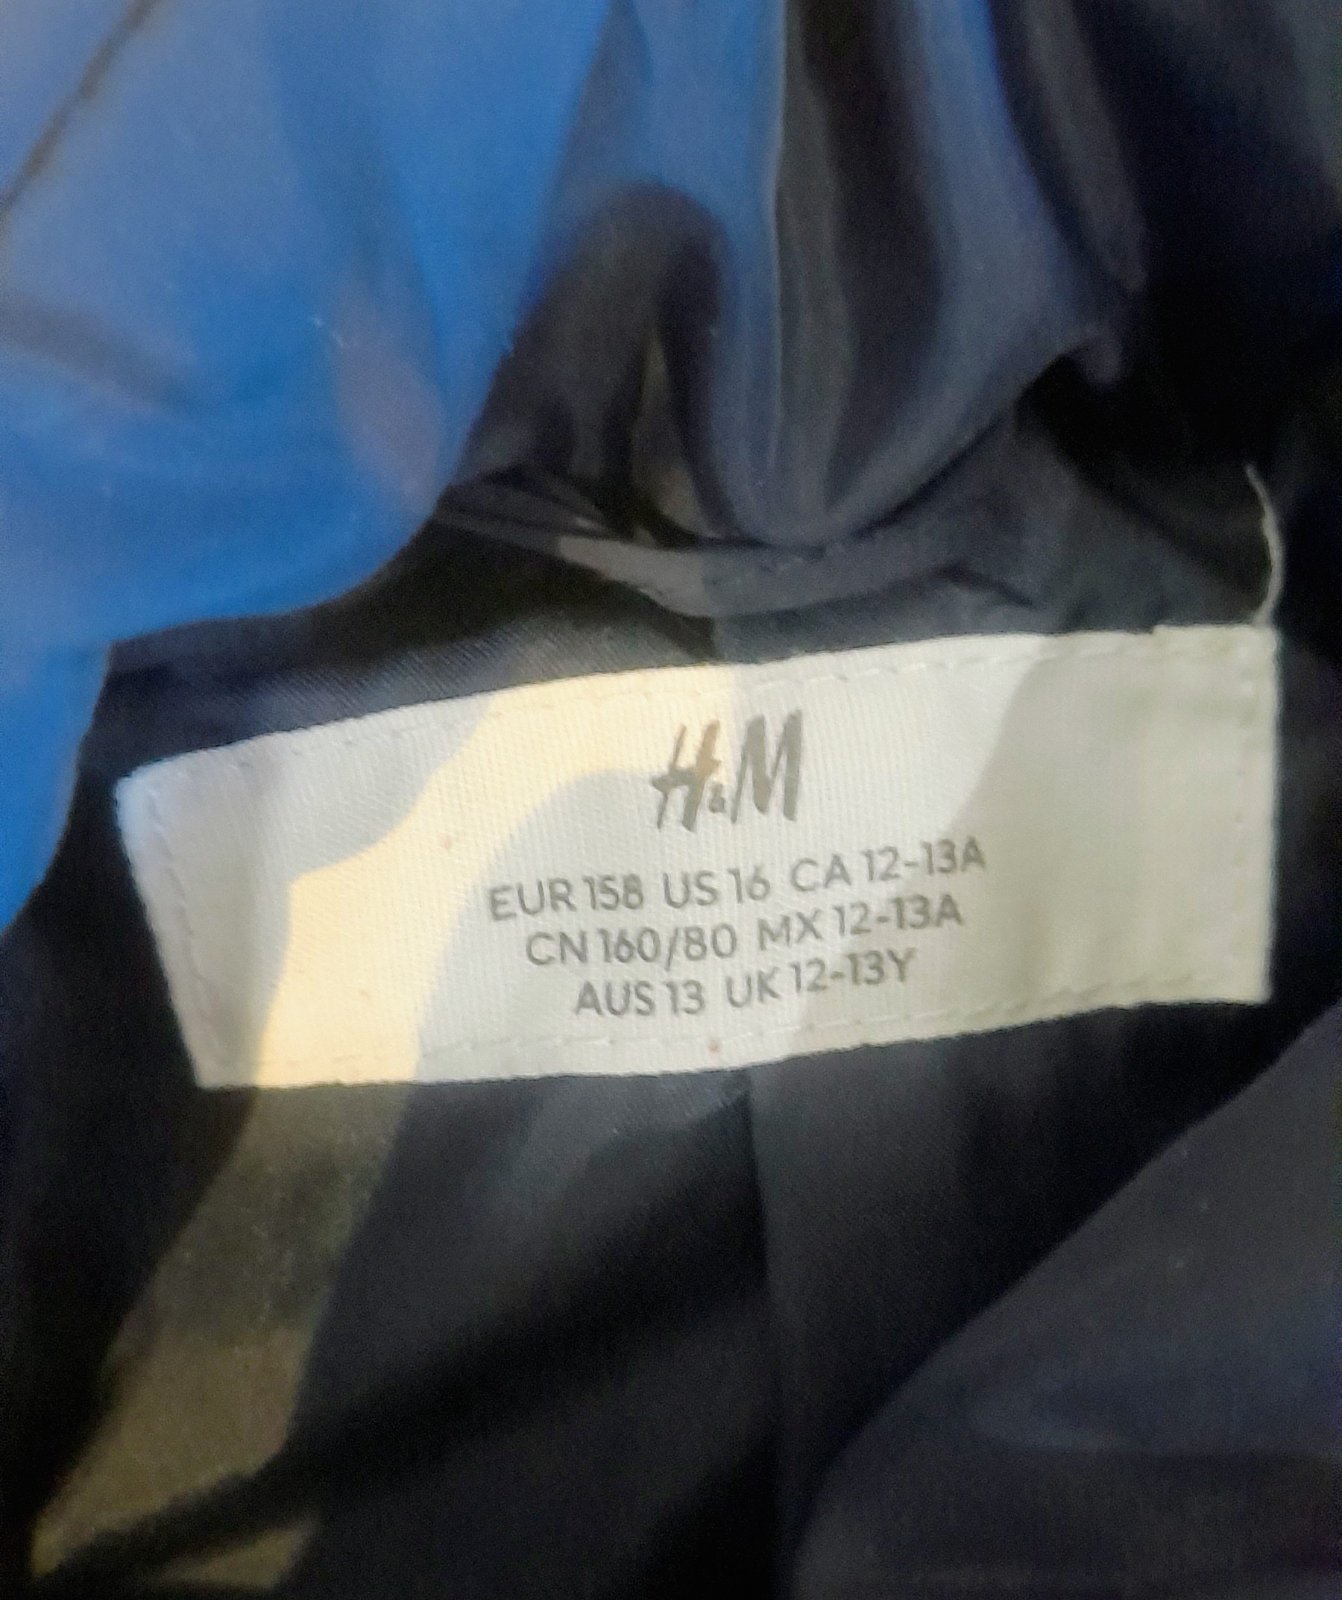 H&M
EUR 158 US 16 CA 12-13A
CN 160/80 MX 12-13A
AUS 13 UK 12-13Y